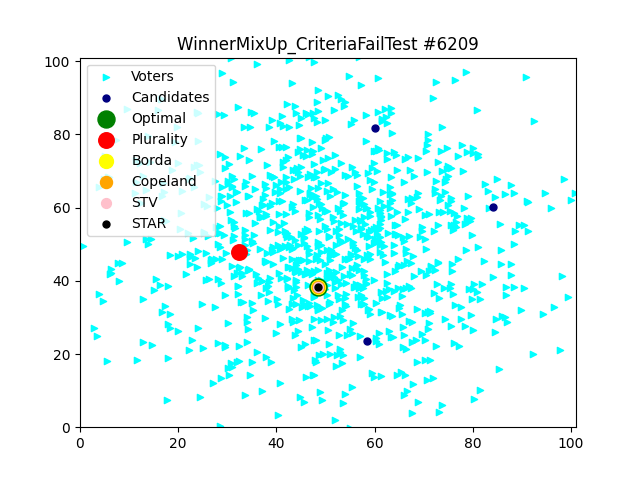 WinnerMixUp_CriteriaFailTest #6209
100
80
60
40
20
0
Voters
Candidates
Optimal
Plurality
Borda
Copeland
STV
STAR
0 20 40 60 80 100